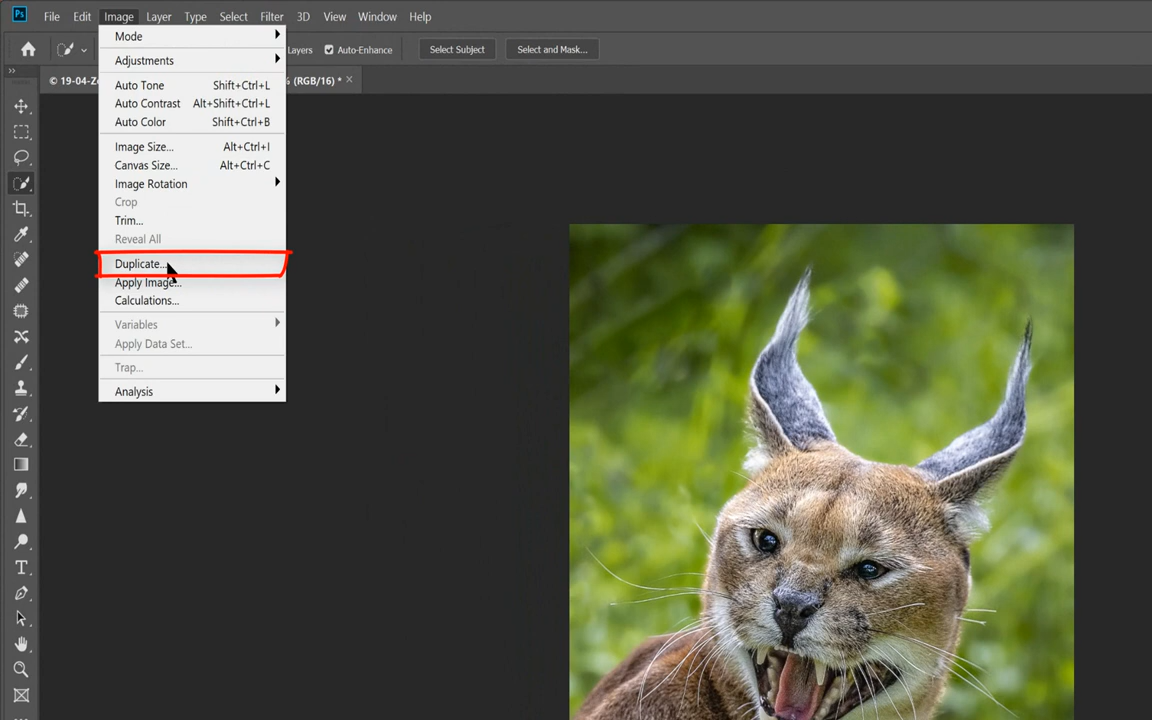 Ps File Edit Image Layer Type Select Filter 3D View Window Help
Layers Auto-Enhance Select Subject Select and Mask...
© 19-04- % (RGB/16) * ×
Mode
Adjustments
Auto Tone Shift+Ctrl+L
Auto Contrast Alt+Shift+Ctrl+L
Auto Color Shift+Ctrl+B
Image Size... Alt+Ctrl+I
Canvas Size... Alt+Ctrl+C
Image Rotation
Crop
Trim...
Reveal All
Duplicate...
Apply Image...
Calculations...
Variables
Apply Data Set...
Trap...
Analysis